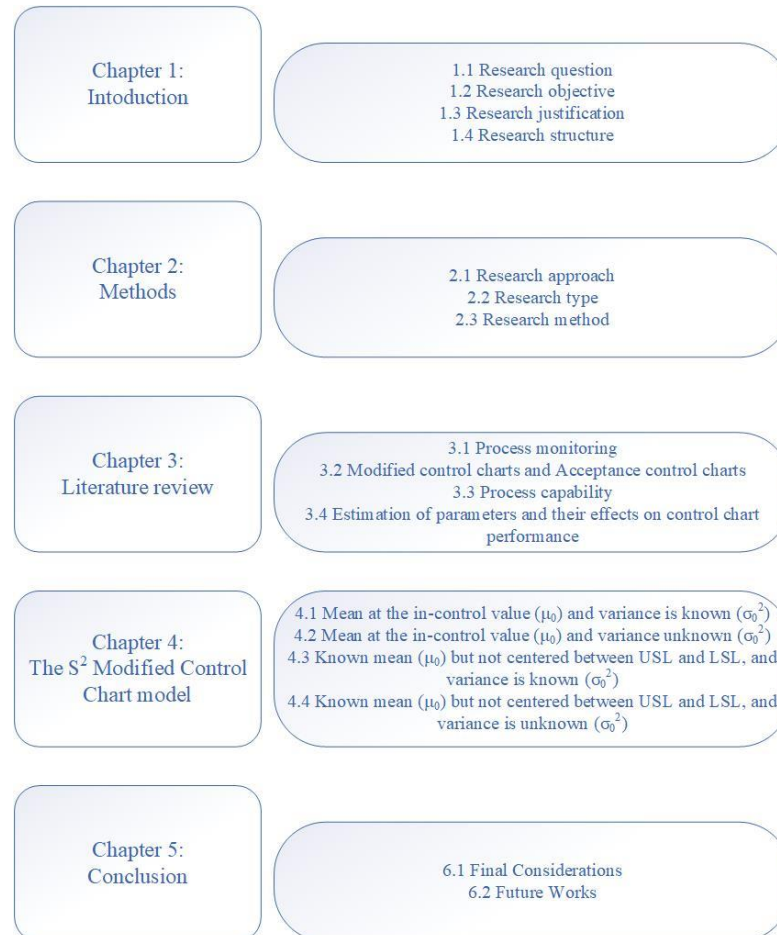 Chapter 1:
Intoduction
1.1 Research question
1.2 Research objective
1.3 Research justification
1.4 Research structure
Chapter 2:
Methods
2.1 Research approach
2.2 Research type
2.3 Research method
Chapter 3:
Literature review
3.1 Process monitoring
3.2 Modified control charts and Acceptance control charts
3.3 Process capability
3.4 Estimation of parameters and their effects on control chart
performance
Chapter 4:
The S² Modified Control
Chart model
4.1 Mean at the in-control value (μ₀) and variance is known (σ₀²)
4.2 Mean at the in-control value (μ₀) and variance unknown (σ₀²)
4.3 Known mean (μ₀) but not centered between USL and LSL, and
variance is known (σ₀²)
4.4 Known mean (μ₀) but not centered between USL and LSL, and
variance is unknown (σ₀²)
Chapter 5:
Conclusion
6.1 Final Considerations
6.2 Future Works